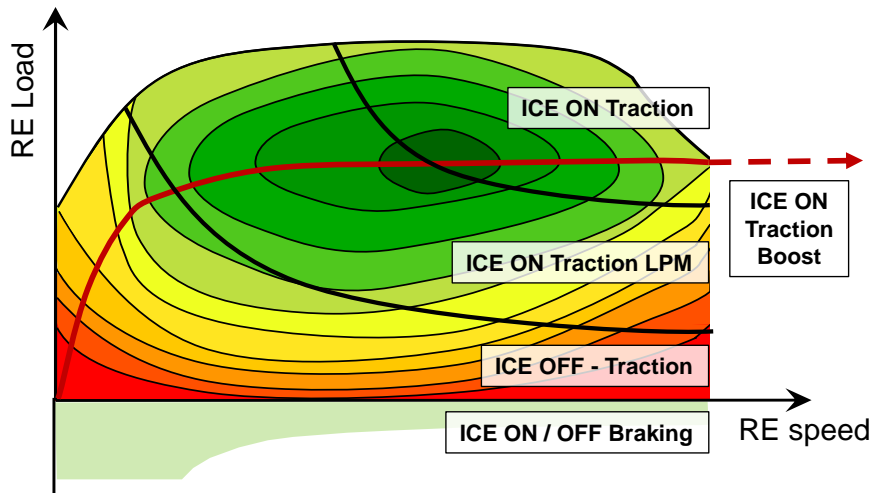 RE Load
ICE ON Traction
ICE ON
Traction
Boost
ICE ON Traction LPM
ICE OFF - Traction
ICE ON / OFF Braking
RE speed